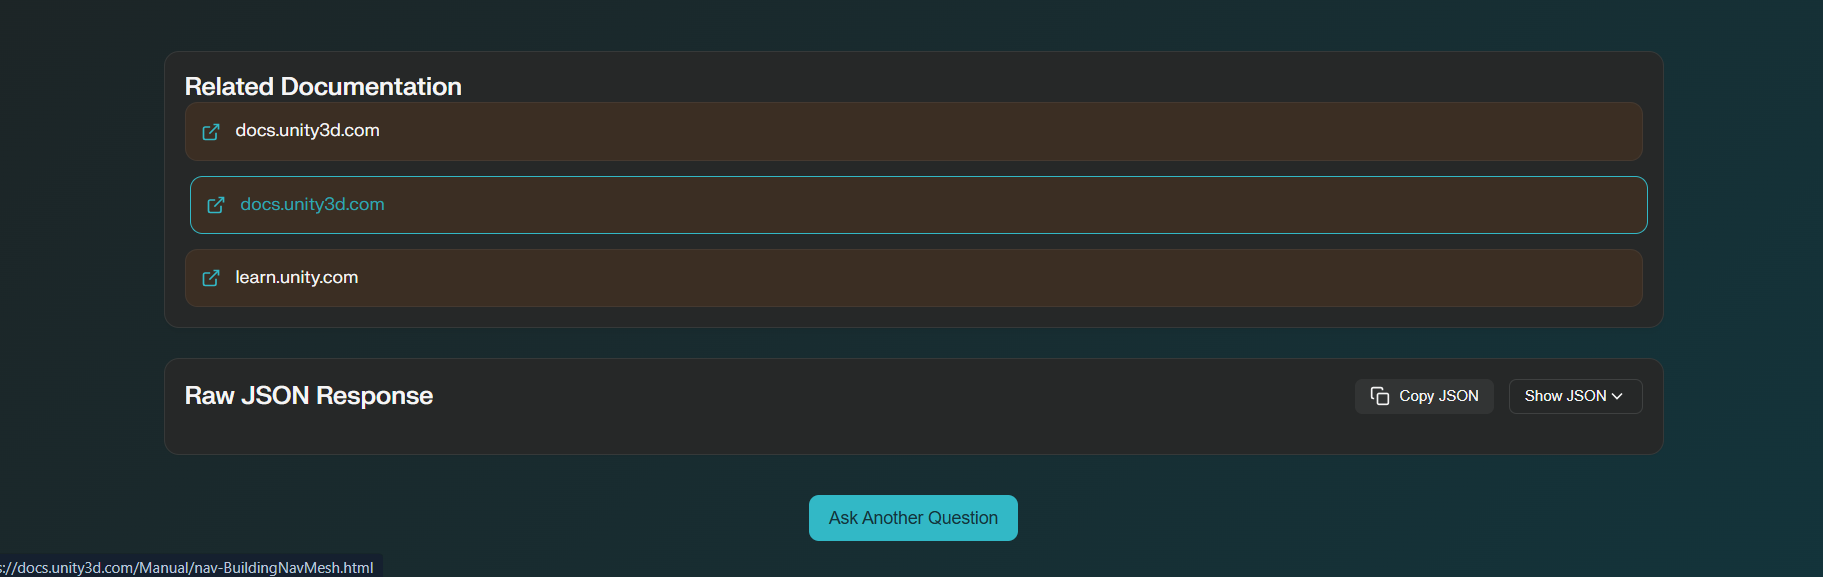 Related Documentation
docs.unity3d.com
docs.unity3d.com
learn.unity.com
Raw JSON Response
Copy JSON
Show JSON
Ask Another Question
s://docs.unity3d.com/Manual/nav-BuildingNavMesh.html